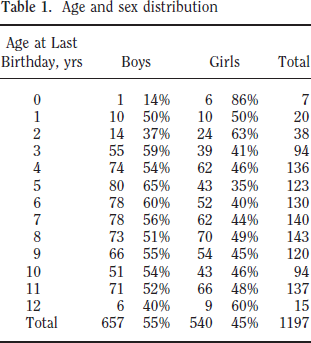 Table 1. Age and sex distribution
Age at Last
Birthday, yrs Boys Girls Total
0 1 14% 6 86% 7
1 10 50% 10 50% 20
2 14 37% 24 63% 38
3 55 59% 39 41% 94
4 74 54% 62 46% 136
5 80 65% 43 35% 123
6 78 60% 52 40% 130
7 78 56% 62 44% 140
8 73 51% 70 49% 143
9 66 55% 54 45% 120
10 51 54% 43 46% 94
11 71 52% 66 48% 137
12 6 40% 9 60% 15
Total 657 55% 540 45% 1197